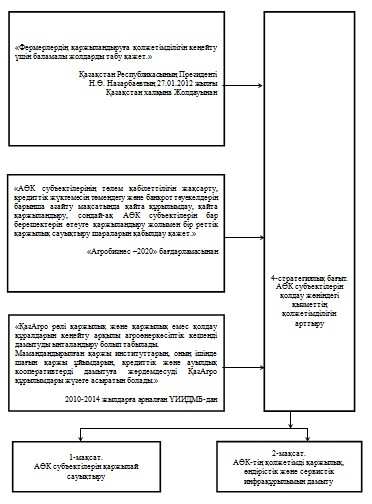 «Фермерлердің қаржыландыруға қолжетімділігін кеңейту
үшін баламалы жолдарды табу қажет.»
Қазақстан Республикасының Президенті
Н.Ә. Назарбаевтың 27.01.2012 жылғы
Қазақстан халқына Жолдауынан
«АӨК субъектілерінің төлем қабілеттілігін жақсарту,
кредиттік жүктемесін төмендету және банкрот тәуекелдерін
барынша азайту мақсатында қайта құрылымдау, қайта
қаржыландыру, сондай-ақ АӨК субъектілерін бар
берешектерін өтеуге қаржыландыру жолымен бір реттік
қаржылық сауықтыру шараларын қабылдау қажет.»
«Агробизнес –2020» бағдарламасынан
«ҚазАгро рөлі қаржылық және қаржылық емес қолдау
құралдарын кеңейту арқылы агроөнеркәсіптік кешенді
дамытуды ынталандыру болып табылады.
Мамандандырылған қаржы институттарын, оның ішінде
шағын қаржы ұйымдарын, кредиттік және ауылдық
кооперативтерді дамытуға жәрдемдесуді ҚазАгро
құрылымдары жүзеге асыратын болады.»
2010-2014 жылдарға арналған ҮИИДМБ-дан
4-стратегиялық бағыт.
АӨК субъектілерін
қолдау жөніндегі
қызметтің
қолжетімділігін
арттыру
1-мақсат.
АӨК субъектілерін қаржылай
сауықтыру
2-мақсат.
АӨК-тің қолжетімді қаржылық,
өндірістік және сервистік
инфрақұрылымын дамыту